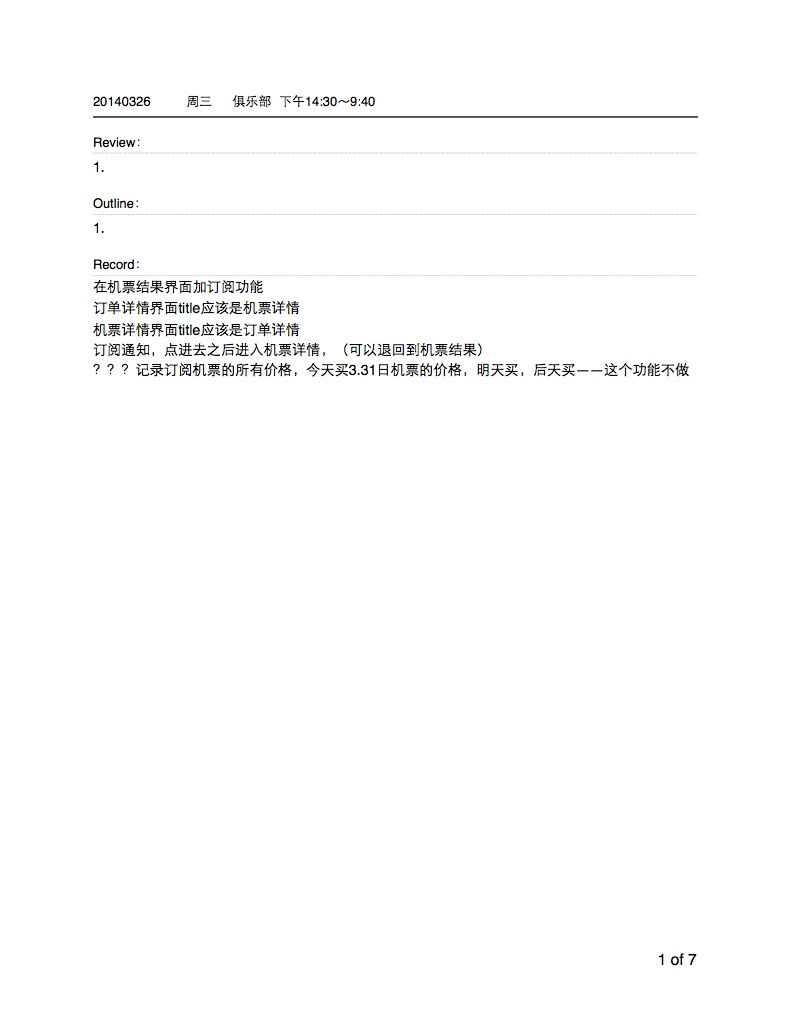 20140326 周三 俱乐部 下午14:30～9:40
Review：
1.
Outline：
1.
Record：
在机票结果界面加订阅功能
订单详情界面title应该是机票详情
机票详情界面title应该是订单详情
订阅通知，点进去之后进入机票详情，（可以退回到机票结果）
？？？记录订阅机票的所有价格，今天买3.31日机票的价格，明天买，后天买——这个功能不做
1 of 7